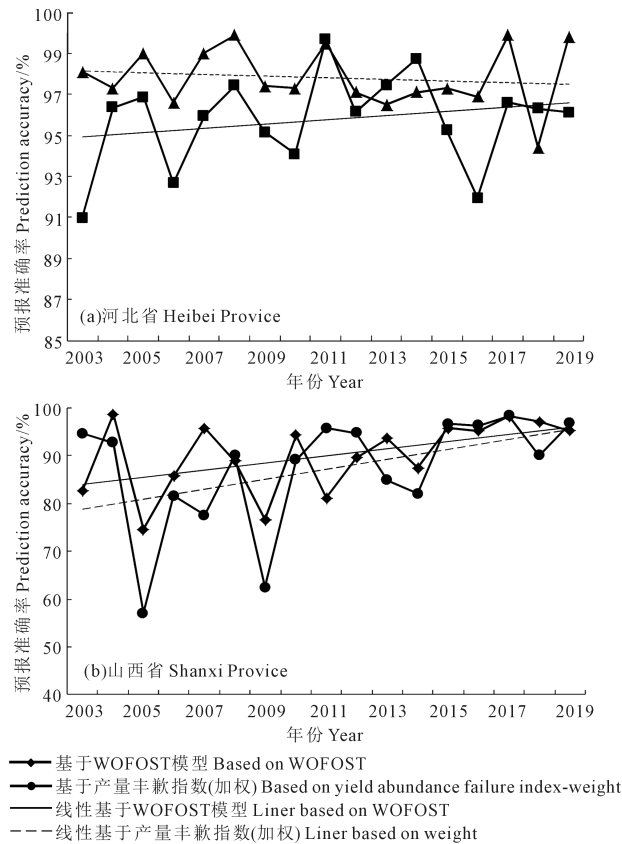 预报准确率 Prediction accuracy/%
100
99
97
95
93
91
89
87
85
(a)河北省 Heibei Provice
2003 2005 2007 2009 2011 2013 2015 2017 2019
年份 Year
预报准确率 Prediction accuracy/%
100
90
80
70
60
50
40
(b)山西省 Shanxi Provice
2003 2005 2007 2009 2011 2013 2015 2017 2019
年份 Year
基于WOFOST模型 Based on WOFOST
基于产量丰歉指数(加权) Based on yield abundance failure index-weight
线性基于WOFOST模型 Liner based on WOFOST
线性基于产量丰歉指数(加权) Liner based on weight